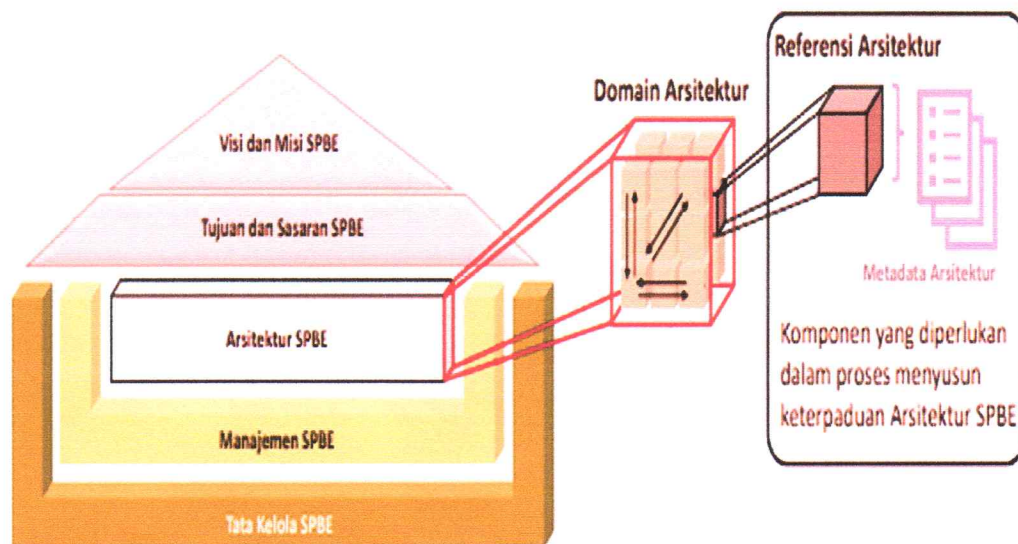 Visi dan Misi SPBE
Tujuan dan Sasaran SPBE
Arsitektur SPBE
Manajemen SPBE
Tata Kelola SPBE
Domain Arsitektur
Referensi Arsitektur
Metadata Arsitektur
Komponen yang diperlukan
dalam proses menyusun
keterpaduan Arsitektur SPBE